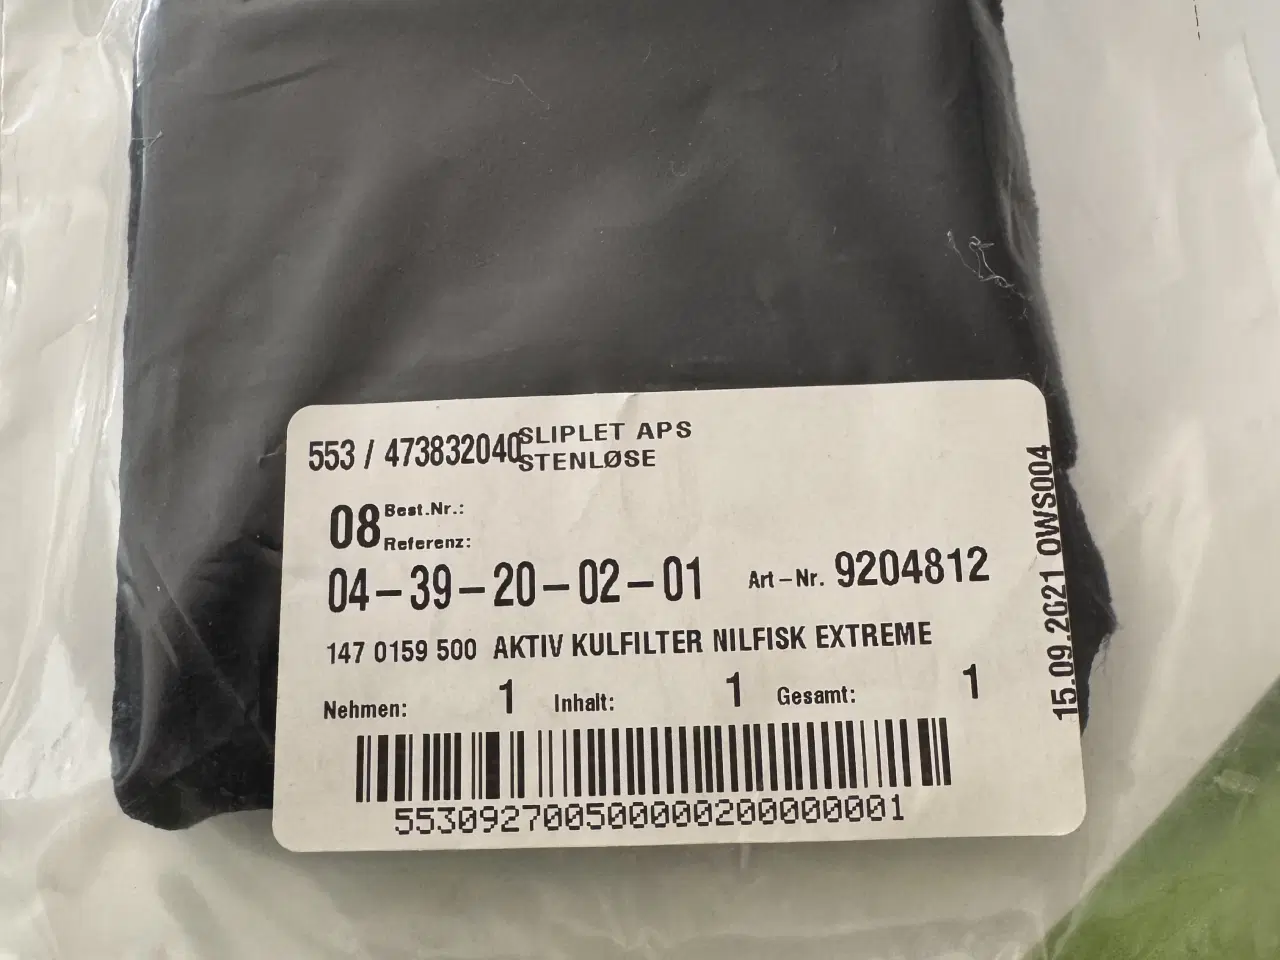 553 / 473832040 SLIPLET APS
STENLØSE
08 Best.Nr.:
Referenz:
04-39-20-02-01 Art-Nr. 9204812
147 0159 500 AKTIV KULFILTER NILFISK EXTREME
Nehmen: 1 Inhalt: 1 Gesamt: 1
553092700500000200000001
15.09.2021 OWS004